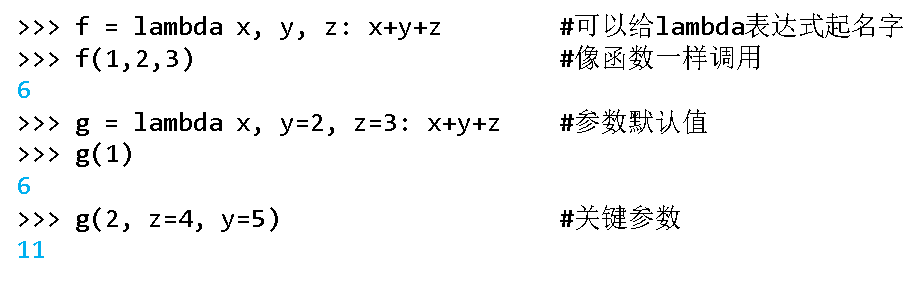 >>> f = lambda x, y, z: x+y+z #可以给lambda表达式起名字
>>> f(1,2,3) #像函数一样调用
6
>>> g = lambda x, y=2, z=3: x+y+z #参数默认值
>>> g(1)
6
>>> g(2, z=4, y=5) #关键参数
11